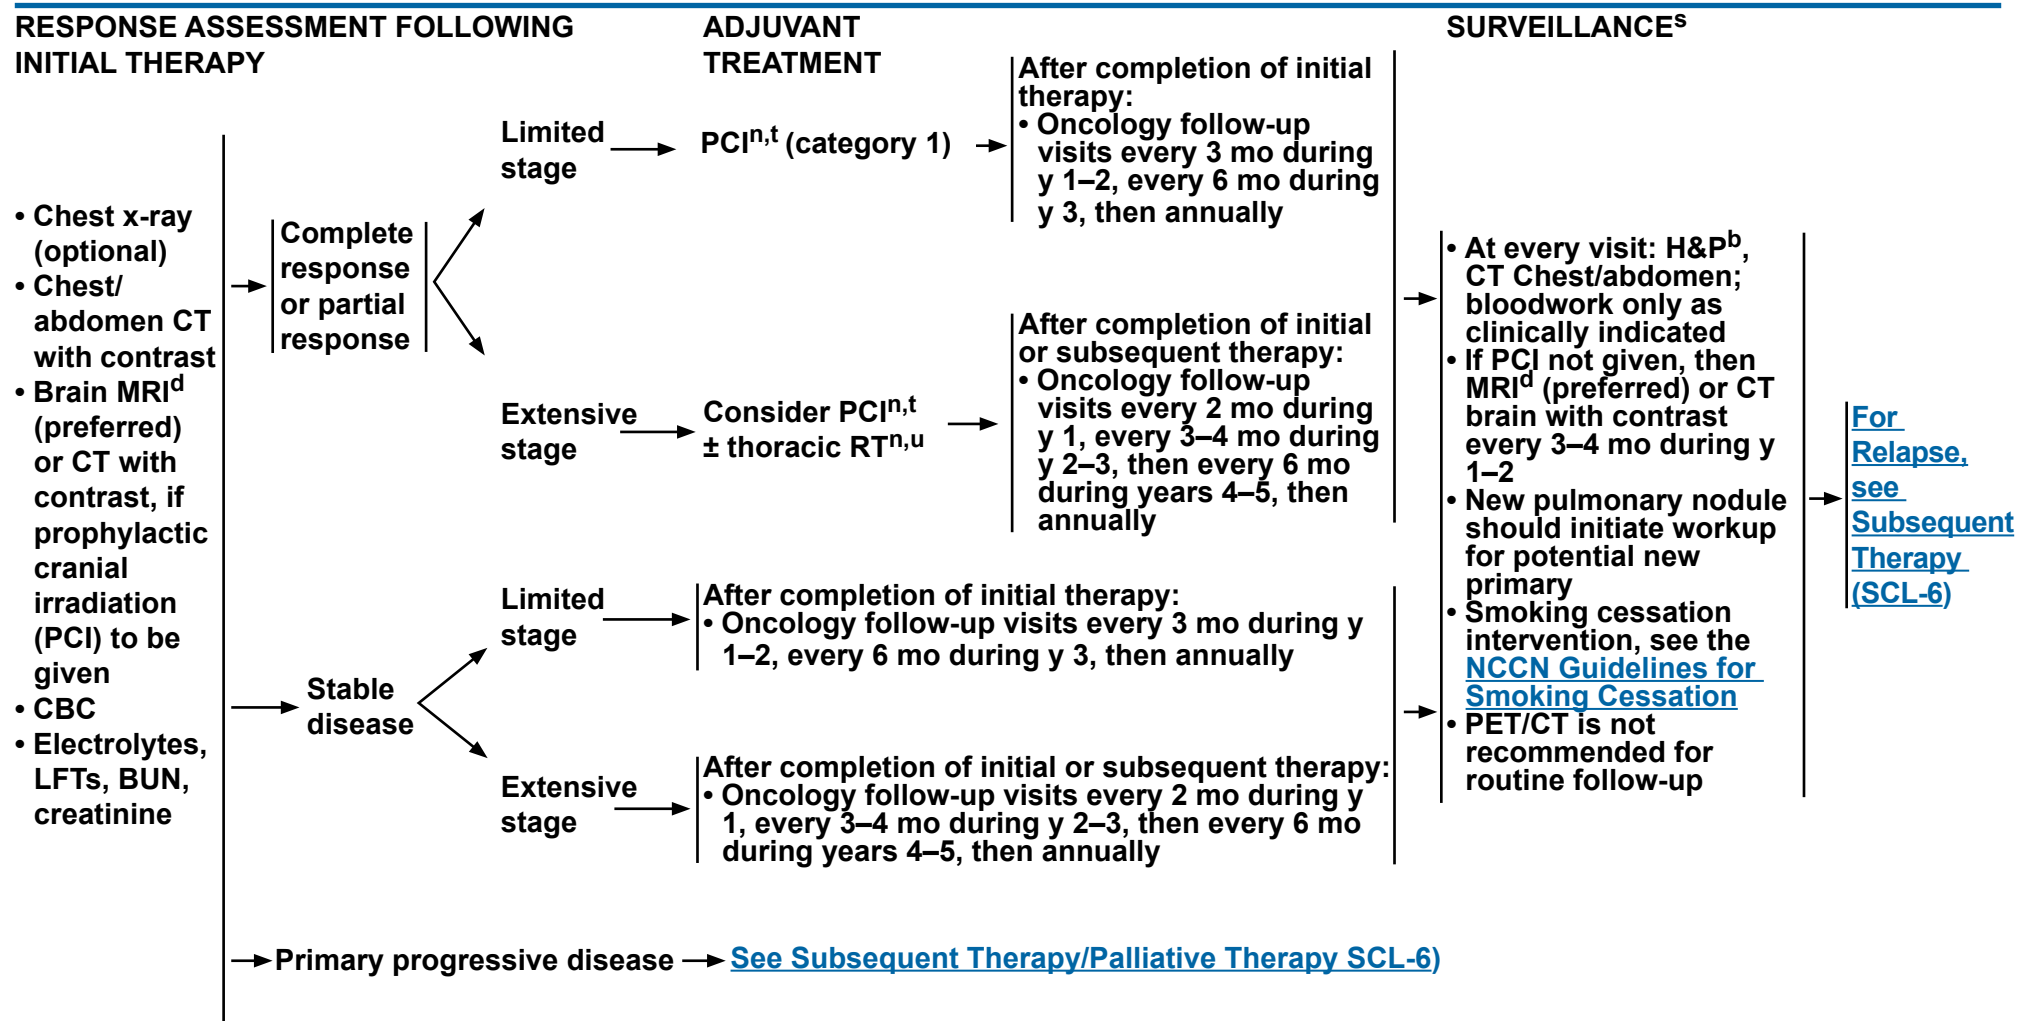 RESPONSE ASSESSMENT FOLLOWING
INITIAL THERAPY
ADJUVANT
TREATMENT
SURVEILLANCEs
• Chest x-ray
(optional)
• Chest/
abdomen CT
with contrast
• Brain MRId
(preferred)
or CT with
contrast, if
prophylactic
cranial
irradiation
(PCI) to be
given
• CBC
• Electrolytes,
LFTs, BUN,
creatinine
Complete
response
or partial
response
Limited
stage
PCIn,t (category 1)
After completion of initial
therapy:
• Oncology follow-up
visits every 3 mo during
y 1–2, every 6 mo during
y 3, then annually
Extensive
stage
Consider PCIn,t
± thoracic RTn,u
After completion of initial
or subsequent therapy:
• Oncology follow-up
visits every 2 mo during
y 1, every 3–4 mo during
y 2–3, then every 6 mo
during years 4–5, then
annually
Stable
disease
Limited
stage
After completion of initial therapy:
• Oncology follow-up visits every 3 mo during y
1–2, every 6 mo during y 3, then annually
Extensive
stage
After completion of initial or subsequent therapy:
• Oncology follow-up visits every 2 mo during y
1, every 3–4 mo during y 2–3, then every 6 mo
during years 4–5, then annually
Primary progressive disease
See Subsequent Therapy/Palliative Therapy SCL-6)
• At every visit: H&Pb,
CT Chest/abdomen;
bloodwork only as
clinically indicated
• If PCI not given, then
MRId (preferred) or CT
brain with contrast
every 3–4 mo during y
1–2
• New pulmonary nodule
should initiate workup
for potential new
primary
• Smoking cessation
intervention, see the
NCCN Guidelines for
Smoking Cessation
• PET/CT is not
recommended for
routine follow-up
For
Relapse,
see
Subsequent
Therapy
(SCL-6)